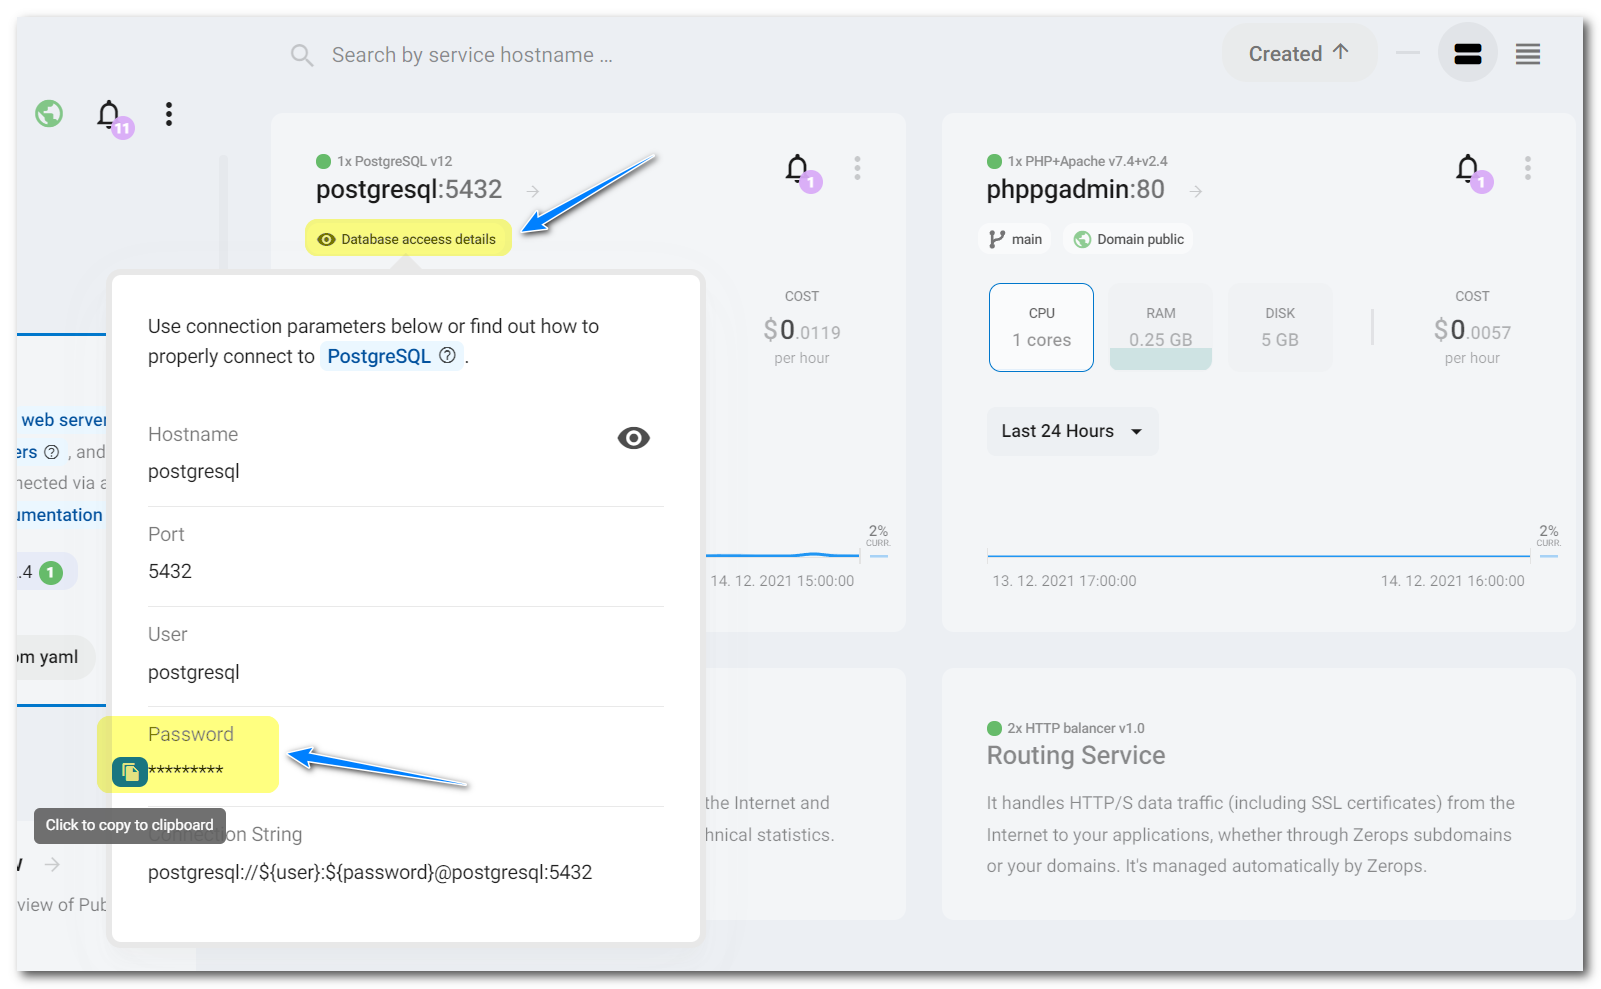 Search by service hostname ...
Created
11
1x PostgreSQL v12
postgresql:5432
1
Database acceess details
1x PHP+Apache v7.4+v2.4
phppgadmin:80
1
main
Domain public
COST
$0.0119
per hour
CPU
1 cores
RAM
0.25 GB
DISK
5 GB
COST
$0.0057
per hour
Last 24 Hours
2%
CURR.
14. 12. 2021 15:00:00
2%
CURR.
13. 12. 2021 17:00:00
14. 12. 2021 16:00:00
Use connection parameters below or find out how to
properly connect to PostgreSQL ? .
Hostname
postgresql
Port
5432
User
postgresql
Password
*********
Click to copy to clipboard
Connection String
postgresql://${user}:${password}@postgresql:5432
web server
ers ? , and
nected via a
umentation
.4 1
om yaml
view of Pub
the Internet and
hnical statistics.
2x HTTP balancer v1.0
Routing Service
It handles HTTP/S data traffic (including SSL certificates) from the
Internet to your applications, whether through Zerops subdomains
or your domains. It's managed automatically by Zerops.